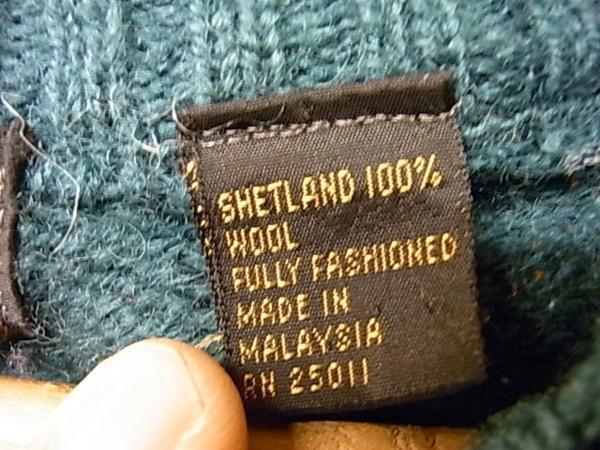 SHETLAND 100%
WOOL
FULLY FASHIONED
MADE IN
MALAYSIA
RN 25011